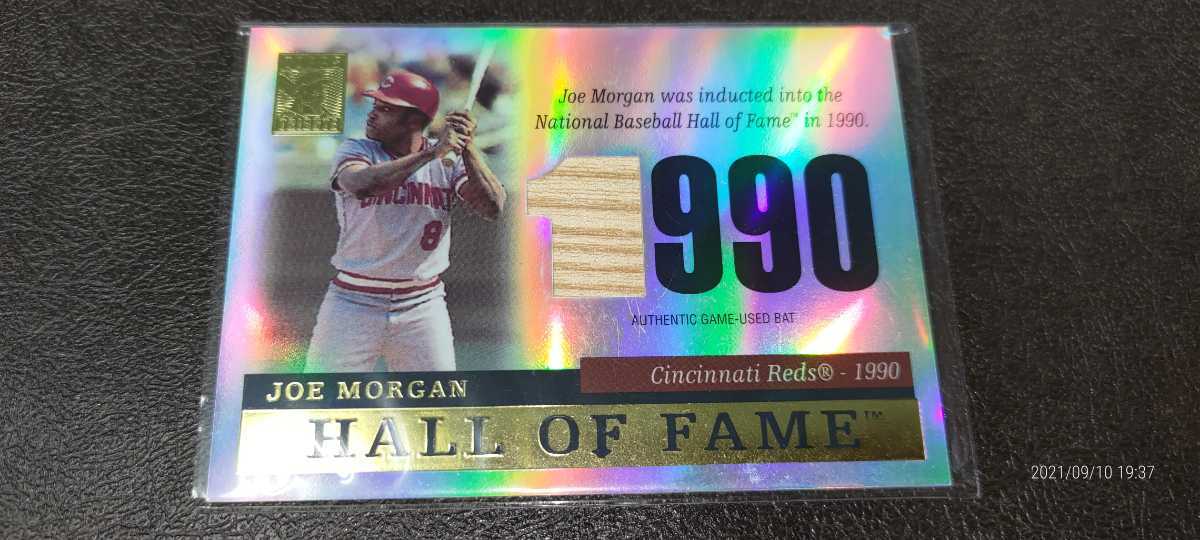 Joe Morgan was inducted into the
National Baseball Hall of Fame™ in 1990.
CINCINNATI
8
1990
AUTHENTIC GAME-USED BAT
Cincinnati Reds® - 1990
JOE MORGAN
HALL OF FAME™
2021/09/10 19:37